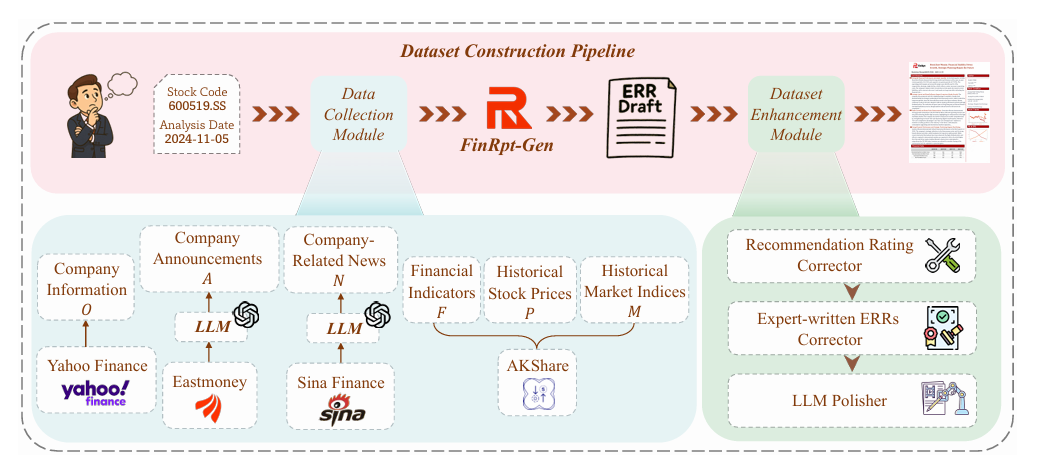 Dataset Construction Pipeline
Stock Code
600519.SS
Analysis Date
2024-11-05
Data
Collection
Module
FinRpt-Gen
ERR
Draft
Dataset
Enhancement
Module
Company
Information
O
Yahoo Finance
yahoo!
finance
Company
Announcements
A
LLM
Eastmoney
Company-
Related News
N
LLM
Sina Finance
sina
Financial
Indicators
F
Historical
Stock Prices
P
Historical
Market Indices
M
AKShare
Recommendation Rating
Corrector
Expert-written ERRs
Corrector
LLM Polisher